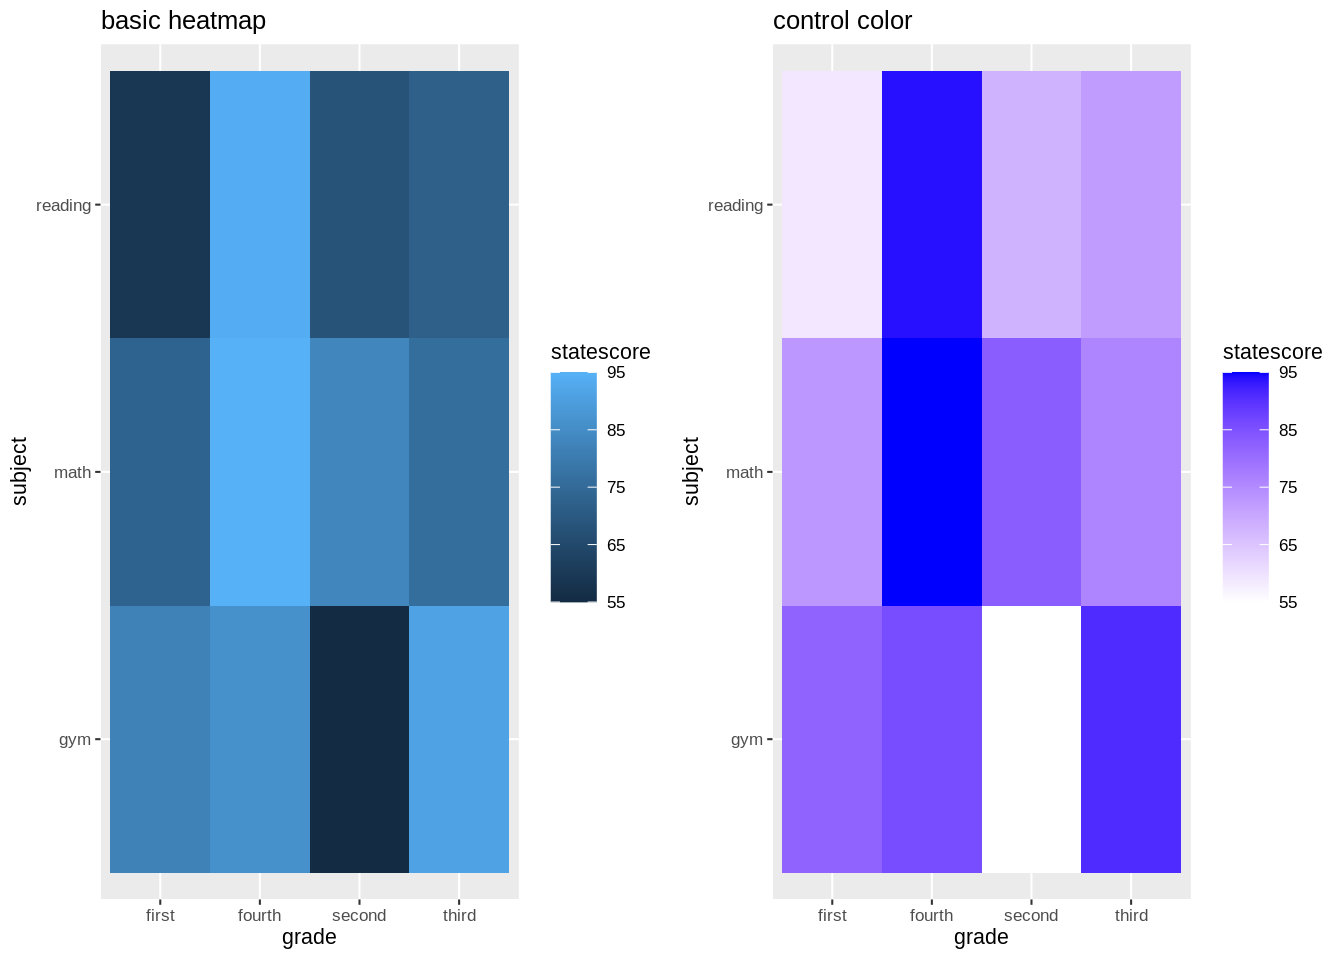 basic heatmap
reading
math
gym
subject
first fourth second third
grade
statescore
95
85
75
65
55
control color
reading
math
gym
subject
first fourth second third
grade
statescore
95
85
75
65
55